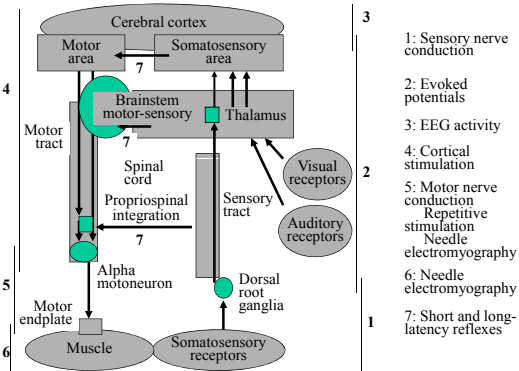 Cerebral cortex
3
Motor
area
Somatosensory
area
7
4
Brainstem
motor-sensory
Thalamus
7
Motor
tract
Spinal
cord
Visual
receptors
2
Propriospinal
integration
Sensory
tract
Auditory
receptors
7
Alpha
motoneuron
Dorsal
root
ganglia
5
Motor
endplate
1
Muscle
Somatosensory
receptors
6
1: Sensory nerve
conduction
2: Evoked
potentials
3: EEG activity
4: Cortical
stimulation
5: Motor nerve
conduction
Repetitive
stimulation
Needle
electromyography
6: Needle
electromyography
7: Short and long-
latency reflexes